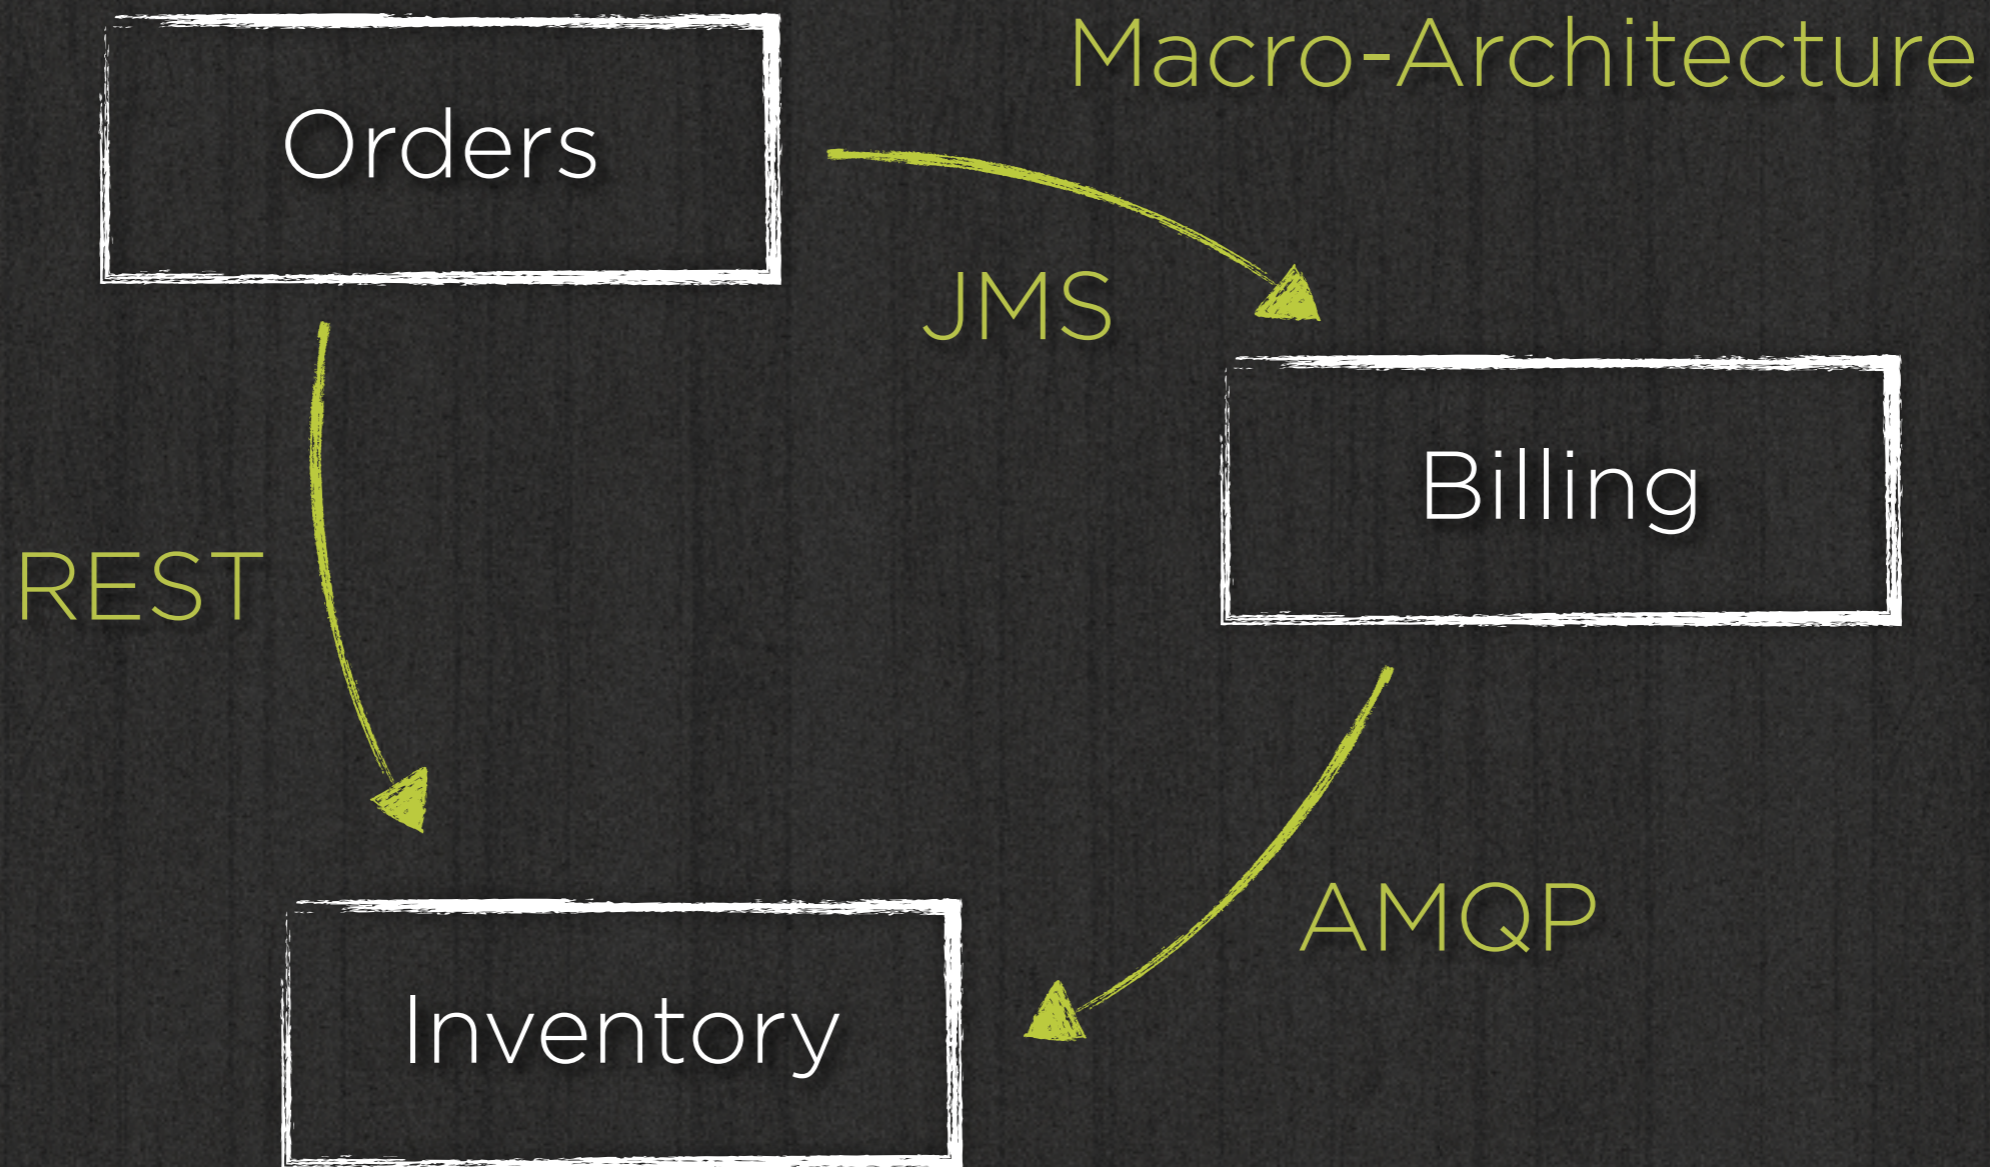 Macro-Architecture
Orders
JMS
Billing
REST
AMQP
Inventory